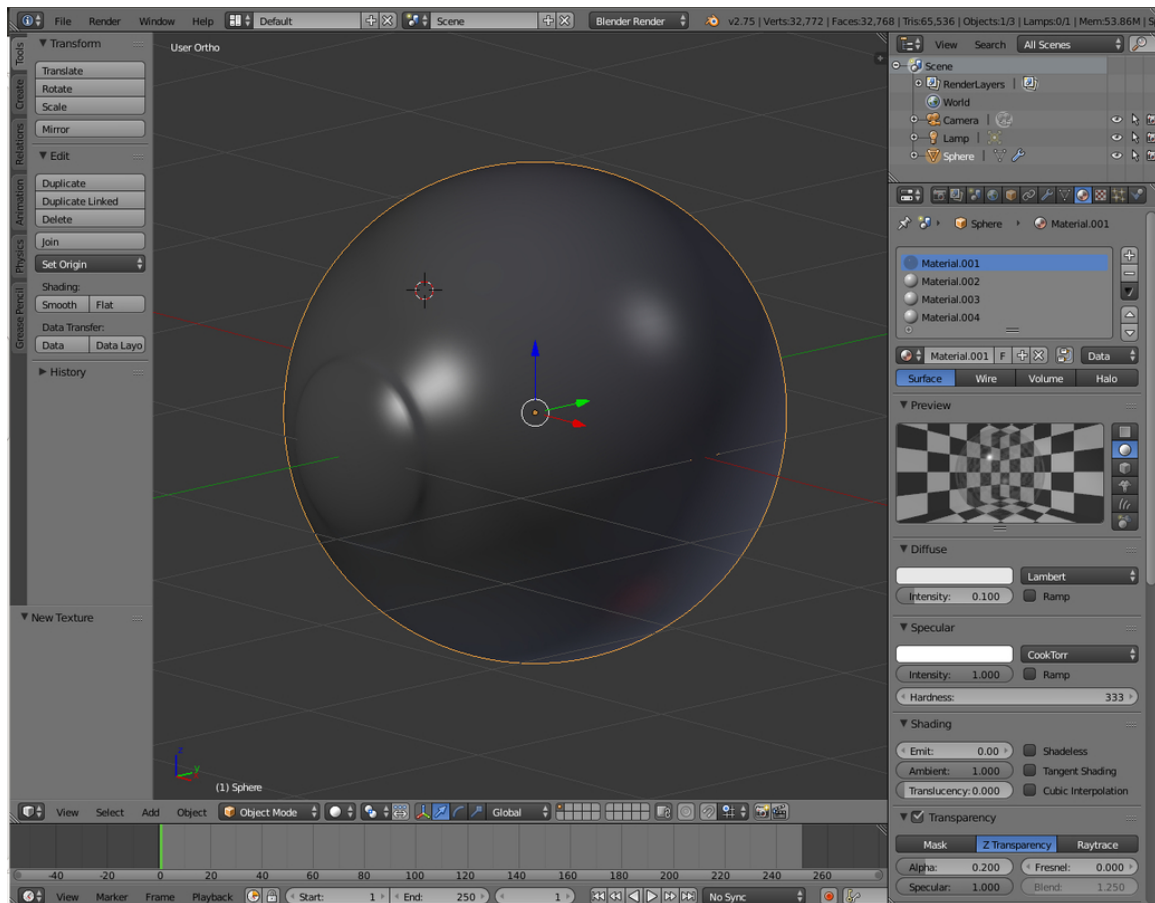 File Render Window Help Default Scene Blender Render v2.75 | Verts:32,772 | Faces:32,768 | Tris:65,536 | Objects:1/3 | Lamps:0/1 | Mem:53.86M |
Tools
Create
Relations
Animation
Physics
Grease Pencil
Transform
Translate
Rotate
Scale
Mirror
Edit
Duplicate
Duplicate Linked
Delete
Join
Set Origin
Shading:
Smooth Flat
Data Transfer:
Data Data Layo
History
New Texture
User Ortho
z
y
(1) Sphere
View Select Add Object Object Mode Global
-40 -20 0 20 40 60 80 100 120 140 160 180 200 220 240 260
View Marker Frame Playback Start: 1 End: 250 1 No Sync
View Search All Scenes
Scene
RenderLayers |
World
Camera |
Lamp |
Sphere |
Sphere Material.001
Material.001
Material.002
Material.003
Material.004
Material.001 F Data
Surface Wire Volume Halo
Preview
Diffuse
Lambert
Intensity: 0.100 Ramp
Specular
CookTorr
Intensity: 1.000 Ramp
Hardness: 333
Shading
Emit: 0.00 Shadeless
Ambient: 1.000 Tangent Shading
Translucency: 0.000 Cubic Interpolation
Transparency
Mask Z Transparency Raytrace
Alpha: 0.200 Fresnel: 0.000
Specular: 1.000 Blend: 1.250